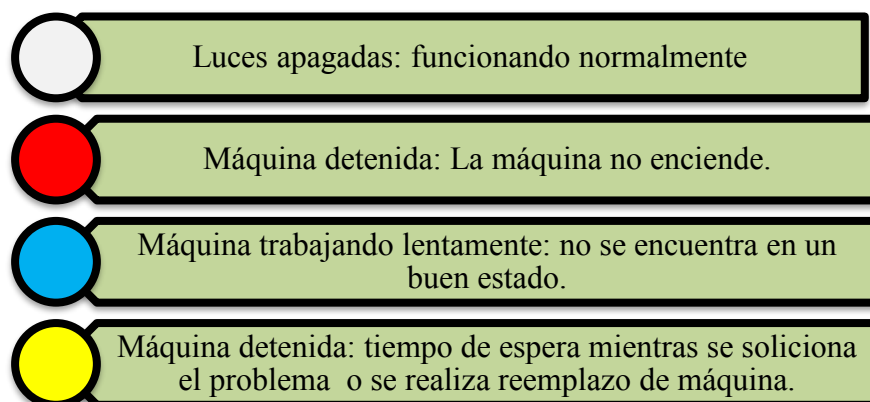 Luces apagadas: funcionando normalmente
Máquina detenida: La máquina no enciende.
Máquina trabajando lentamente: no se encuentra en un
buen estado.
Máquina detenida: tiempo de espera mientras se soliciona
el problema  o se realiza reemplazo de máquina.